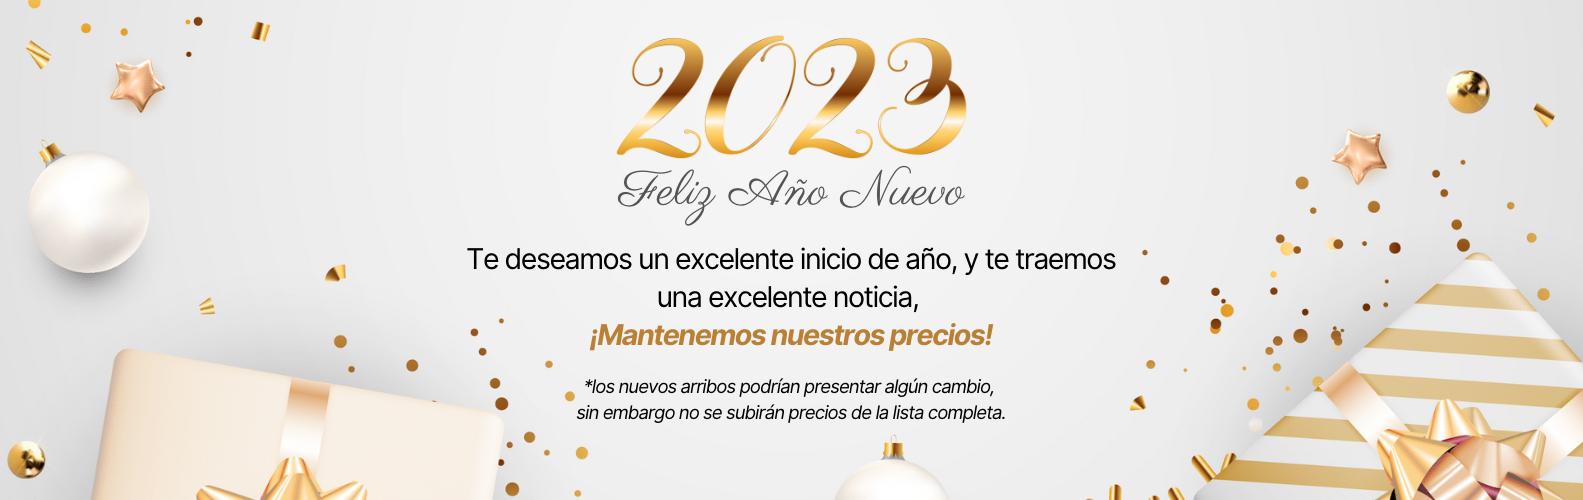 2023
Feliz Año Nuevo
Te deseamos un excelente inicio de año, y te traemos
una excelente noticia,
¡Mantenemos nuestros precios!
*los nuevos arribos podrían presentar algún cambio,
sin embargo no se subirán precios de la lista completa.